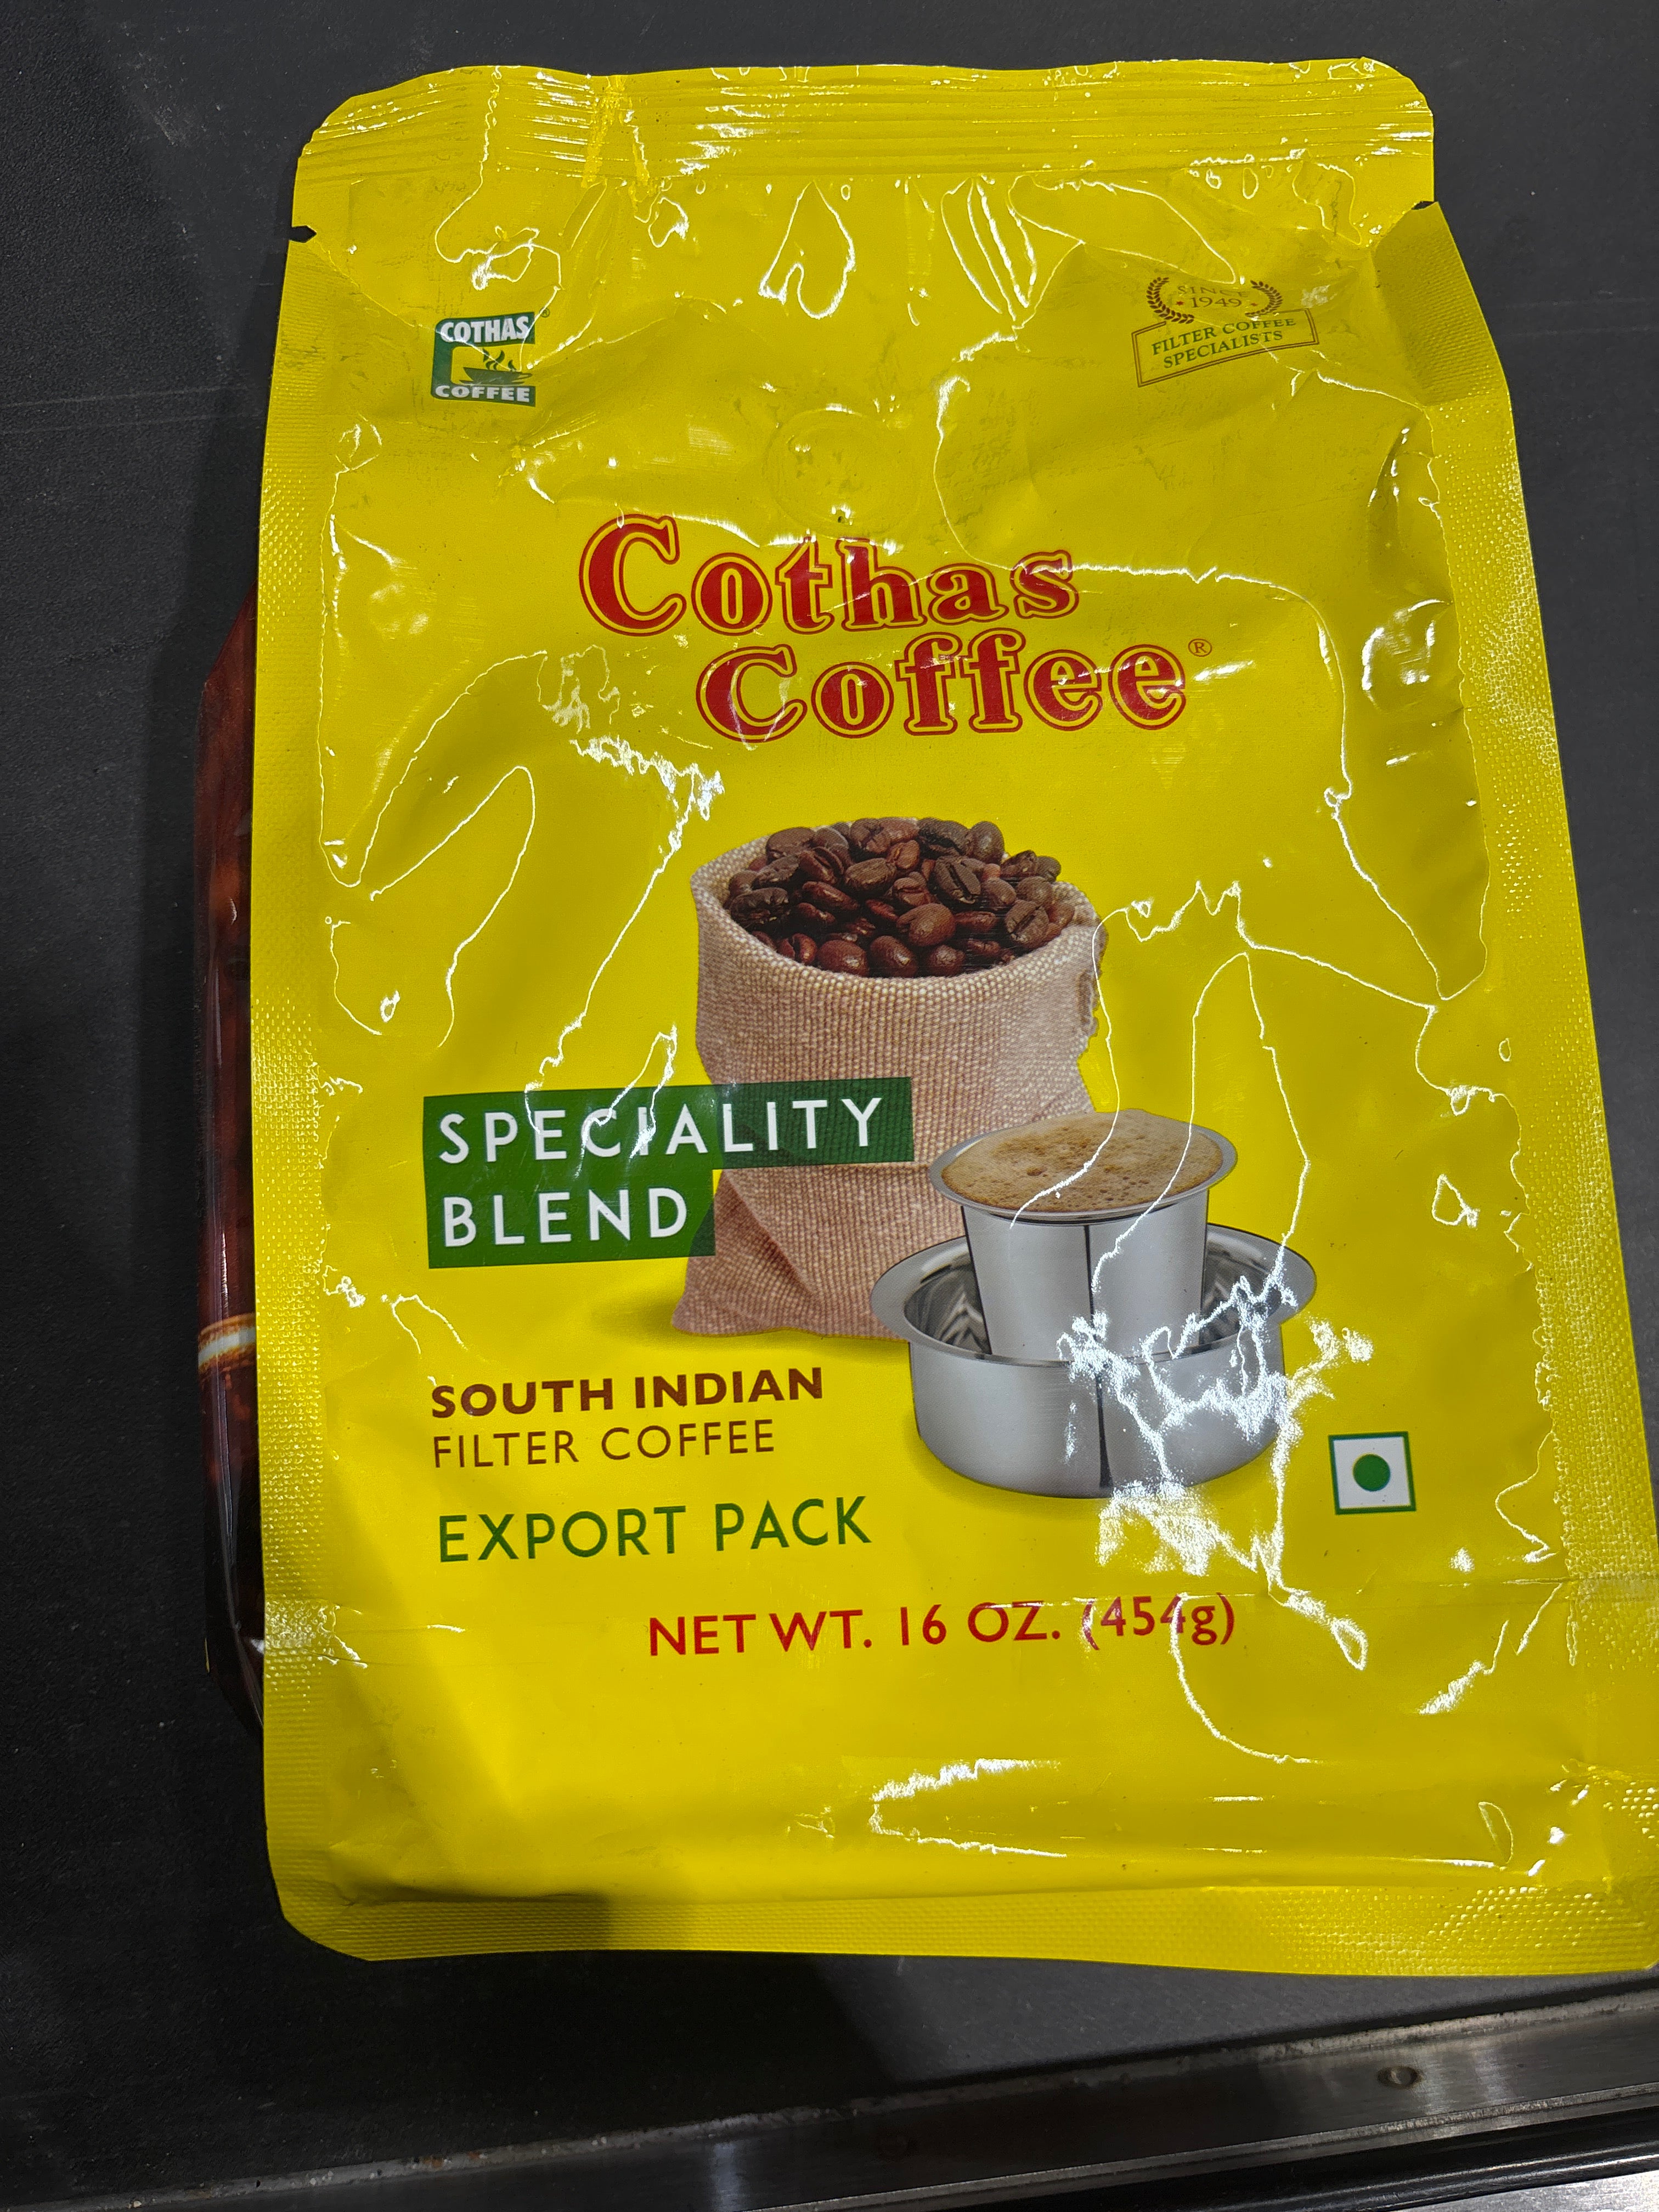 COTHAS
COFFEE
SINCE
1949
FILTER COFFEE
SPECIALISTS
Cothas
Coffee®
SPECIALITY
BLEND
SOUTH INDIAN
FILTER COFFEE
EXPORT PACK
NET WT. 16 OZ. (454g)